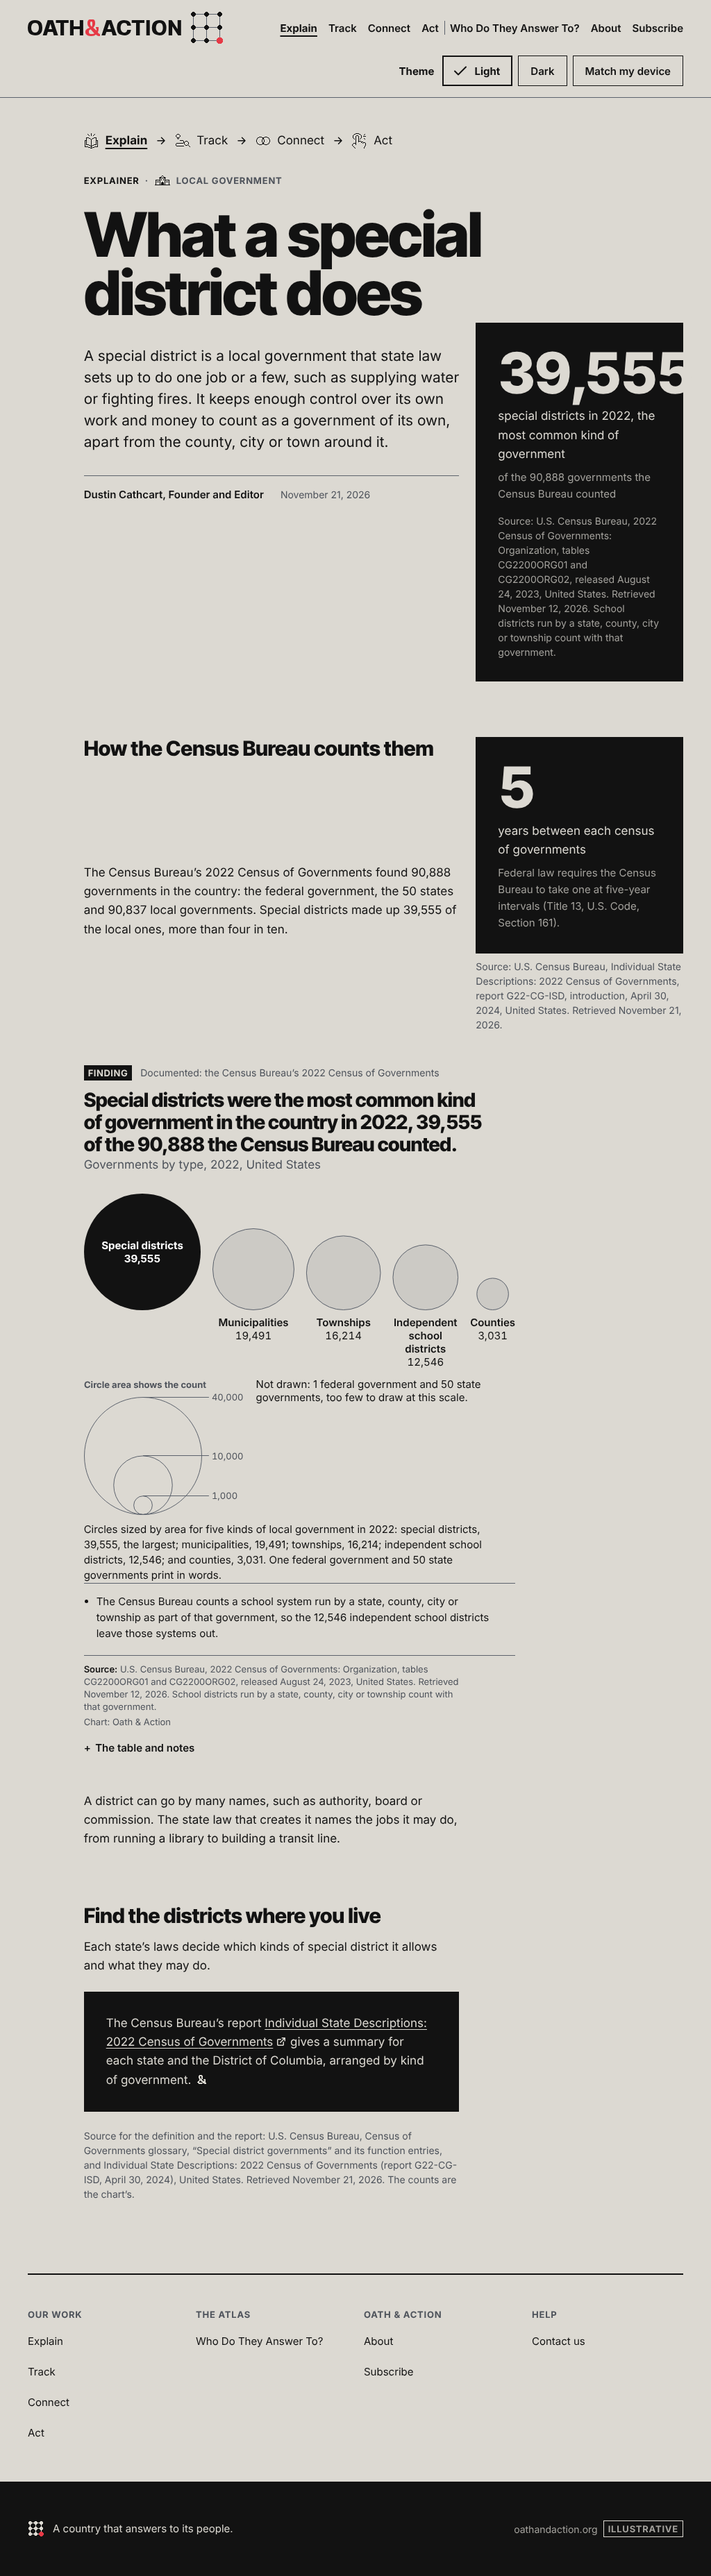 OATH&ACTION
Explain Track Connect Act Who Do They Answer To? About Subscribe
Theme Light Dark Match my device
Explain → Track → Connect → Act
EXPLAINER · LOCAL GOVERNMENT
What a special
district does
A special district is a local government that state law
sets up to do one job or a few, such as supplying water
or fighting fires. It keeps enough control over its own
work and money to count as a government of its own,
apart from the county, city or town around it.
Dustin Cathcart, Founder and Editor November 21, 2026
39,555
special districts in 2022, the
most common kind of
government
of the 90,888 governments the
Census Bureau counted
Source: U.S. Census Bureau, 2022
Census of Governments:
Organization, tables
CG2200ORG01 and
CG2200ORG02, released August
24, 2023, United States. Retrieved
November 12, 2026. School
districts run by a state, county, city
or township count with that
government.
How the Census Bureau counts them
The Census Bureau’s 2022 Census of Governments found 90,888
governments in the country: the federal government, the 50 states
and 90,837 local governments. Special districts made up 39,555 of
the local ones, more than four in ten.
5
years between each census
of governments
Federal law requires the Census
Bureau to take one at five-year
intervals (Title 13, U.S. Code,
Section 161).
Source: U.S. Census Bureau, Individual State
Descriptions: 2022 Census of Governments,
report G22-CG-ISD, introduction, April 30,
2024, United States. Retrieved November 21,
2026.
FINDING Documented: the Census Bureau’s 2022 Census of Governments
Special districts were the most common kind
of government in the country in 2022, 39,555
of the 90,888 the Census Bureau counted.
Governments by type, 2022, United States
Special districts
39,555
Municipalities
19,491
Townships
16,214
Independent
school
districts
12,546
Counties
3,031
Circle area shows the count
40,000
10,000
1,000
Not drawn: 1 federal government and 50 state
governments, too few to draw at this scale.
Circles sized by area for five kinds of local government in 2022: special districts,
39,555, the largest; municipalities, 19,491; townships, 16,214; independent school
districts, 12,546; and counties, 3,031. One federal government and 50 state
governments print in words.
• The Census Bureau counts a school system run by a state, county, city or
township as part of that government, so the 12,546 independent school districts
leave those systems out.
Source: U.S. Census Bureau, 2022 Census of Governments: Organization, tables
CG2200ORG01 and CG2200ORG02, released August 24, 2023, United States. Retrieved
November 12, 2026. School districts run by a state, county, city or township count with
that government.
Chart: Oath & Action
+ The table and notes
A district can go by many names, such as authority, board or
commission. The state law that creates it names the jobs it may do,
from running a library to building a transit line.
Find the districts where you live
Each state’s laws decide which kinds of special district it allows
and what they may do.
The Census Bureau’s report Individual State Descriptions:
2022 Census of Governments gives a summary for
each state and the District of Columbia, arranged by kind
of government. &
Source for the definition and the report: U.S. Census Bureau, Census of
Governments glossary, “Special district governments” and its function entries,
and Individual State Descriptions: 2022 Census of Governments (report G22-CG-
ISD, April 30, 2024), United States. Retrieved November 21, 2026. The counts are
the chart’s.
OUR WORK
Explain
Track
Connect
Act
THE ATLAS
Who Do They Answer To?
OATH & ACTION
About
Subscribe
HELP
Contact us
A country that answers to its people.
oathandaction.org ILLUSTRATIVE